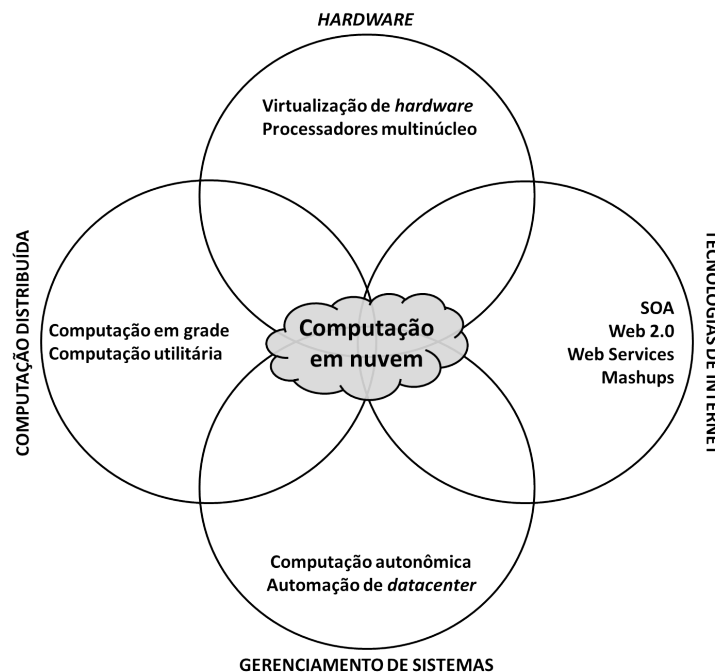 HARDWARE
Virtualização de hardware
Processadores multinúcleo
COMPUTAÇÃO DISTRIBUÍDA
Computação em grade
Computação utilitária
Computação
em nuvem
SOA
Web 2.0
Web Services
Mashups
TECNOLOGIAS DE INTERNET
Computação autonômica
Automação de datacenter
GERENCIAMENTO DE SISTEMAS